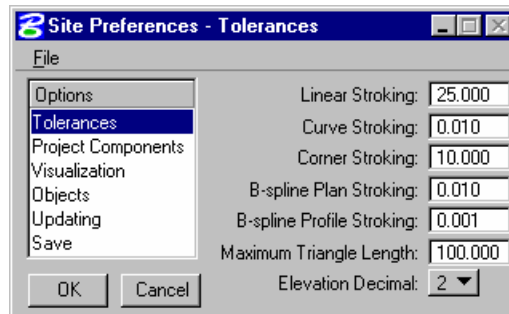 Site Preferences - Tolerances
File
Options
Tolerances
Project Components
Visualization
Objects
Updating
Save
OK
Cancel
Linear Stroking: 25.000
Curve Stroking: 0.010
Corner Stroking: 10.000
B-spline Plan Stroking: 0.010
B-spline Profile Stroking: 0.001
Maximum Triangle Length: 100.000
Elevation Decimal: 2